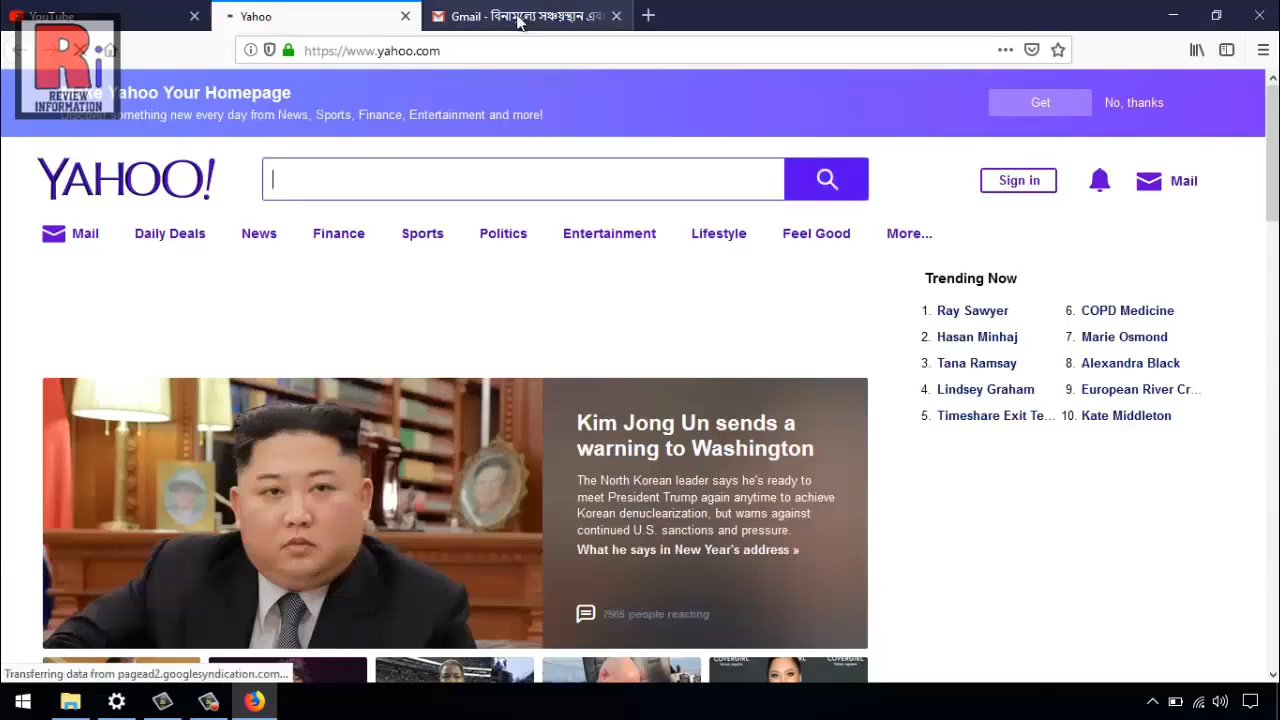 YouTube
Yahoo
Gmail - বিনামূল্যে সঞ্চয়স্থান এব
https://www.yahoo.com
REVIEW
INFORMATION
Yahoo Your Homepage
something new every day from News, Sports, Finance, Entertainment and more!
Get
No, thanks
YAHOO!
Sign in
Mail
Mail
Daily Deals
News
Finance
Sports
Politics
Entertainment
Lifestyle
Feel Good
More...
Trending Now
1. Ray Sawyer
2. Hasan Minhaj
3. Tana Ramsay
4. Lindsey Graham
5. Timeshare Exit Te...
6. COPD Medicine
7. Marie Osmond
8. Alexandra Black
9. European River Cr...
10. Kate Middleton
Kim Jong Un sends a
warning to Washington
The North Korean leader says he's ready to
meet President Trump again anytime to achieve
Korean denuclearization, but warns against
continued U.S. sanctions and pressure.
What he says in New Year's address »
people reacting
COVERGIRL
COVERGIRL
Transferring data from pagead2.googlesyndication.com...